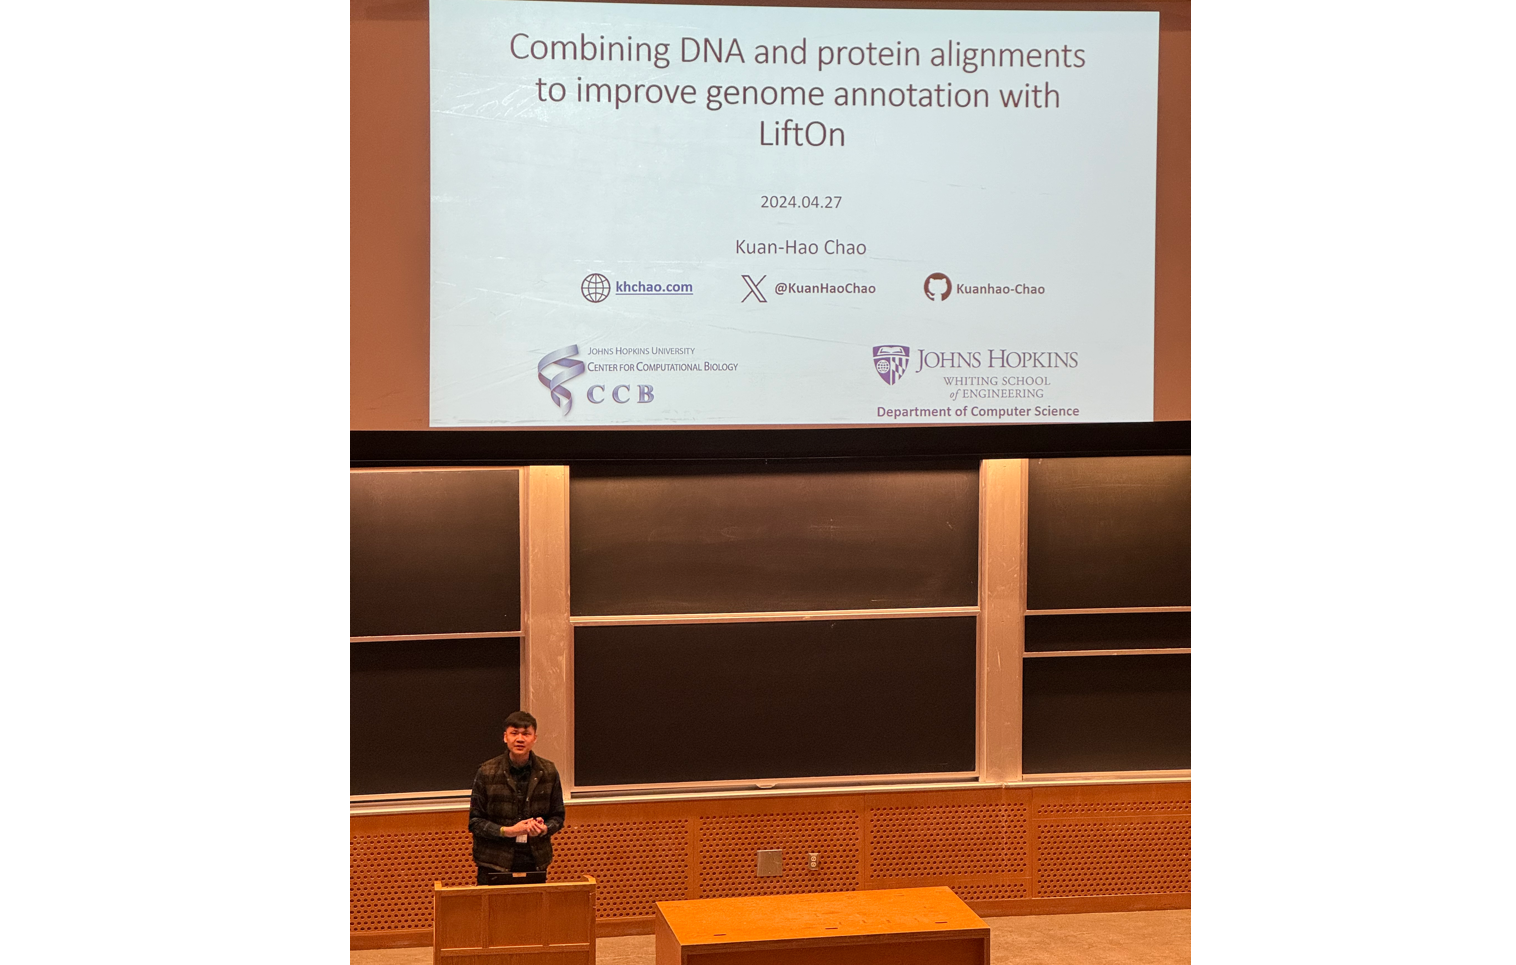 Combining DNA and protein alignments
to improve genome annotation with
LiftOn
2024.04.27
Kuan-Hao Chao
khchao.com
@KuanHaoChao
Kuanhao-Chao
JOHNS HOPKINS UNIVERSITY
CENTER FOR COMPUTATIONAL BIOLOGY
CCB
JOHNS HOPKINS
WHITING SCHOOL
of ENGINEERING
Department of Computer Science